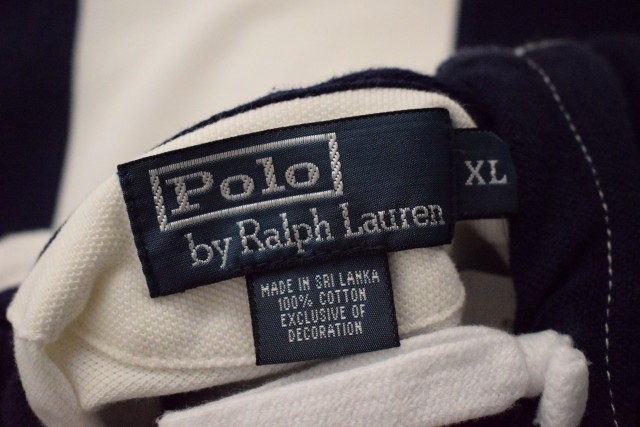 Polo
by Ralph Lauren
XL
MADE IN SRI LANKA
100% COTTON
EXCLUSIVE OF
DECORATION